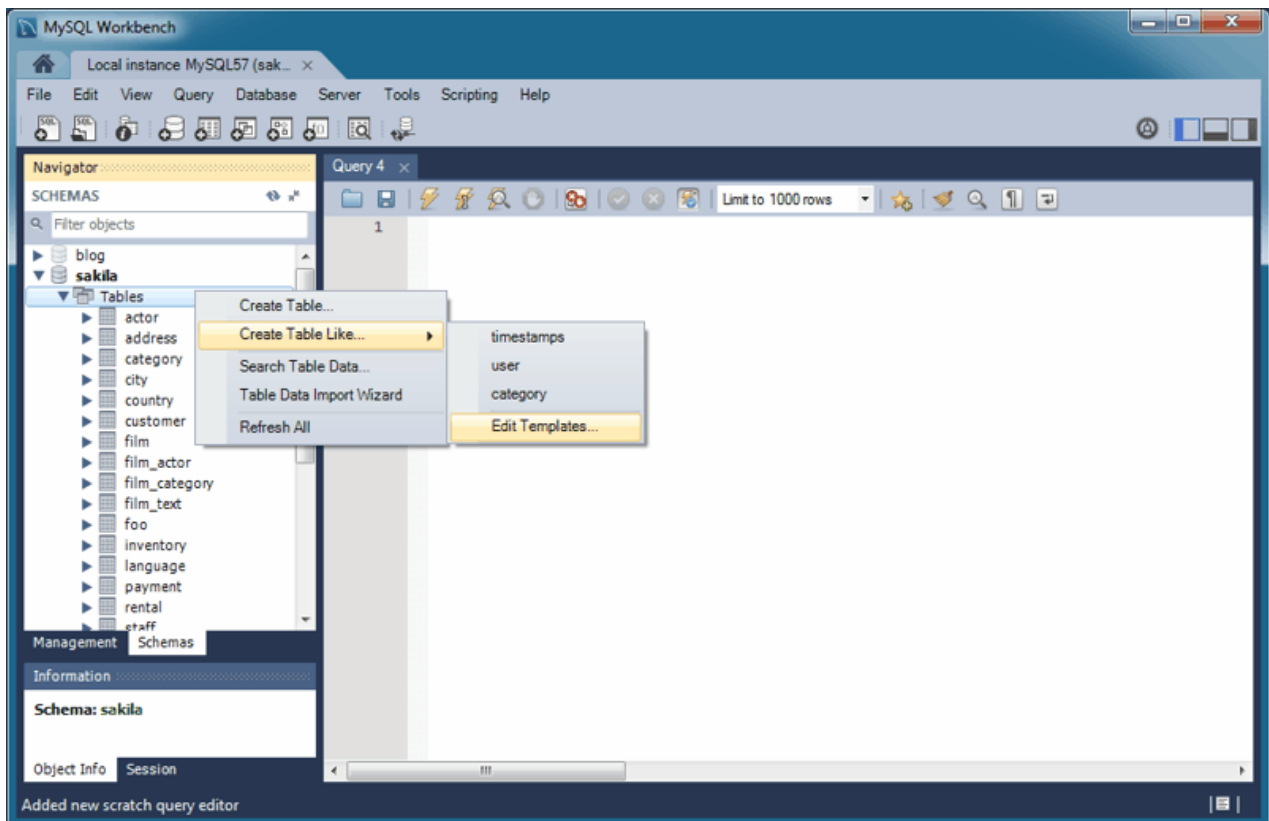 MySQL Workbench
Local instance MySQL57 (sak... ×
File Edit View Query Database Server Tools Scripting Help
Navigator
Query 4 ×
SCHEMAS
Limit to 1000 rows
Filter objects
1
blog
sakila
Tables
actor
address
category
city
country
customer
film
film_actor
film_category
film_text
foo
inventory
language
payment
rental
staff
Create Table...
Create Table Like...
Search Table Data...
Table Data Import Wizard
Refresh All
timestamps
user
category
Edit Templates...
Management Schemas
Information
Schema: sakila
Object Info Session
Added new scratch query editor